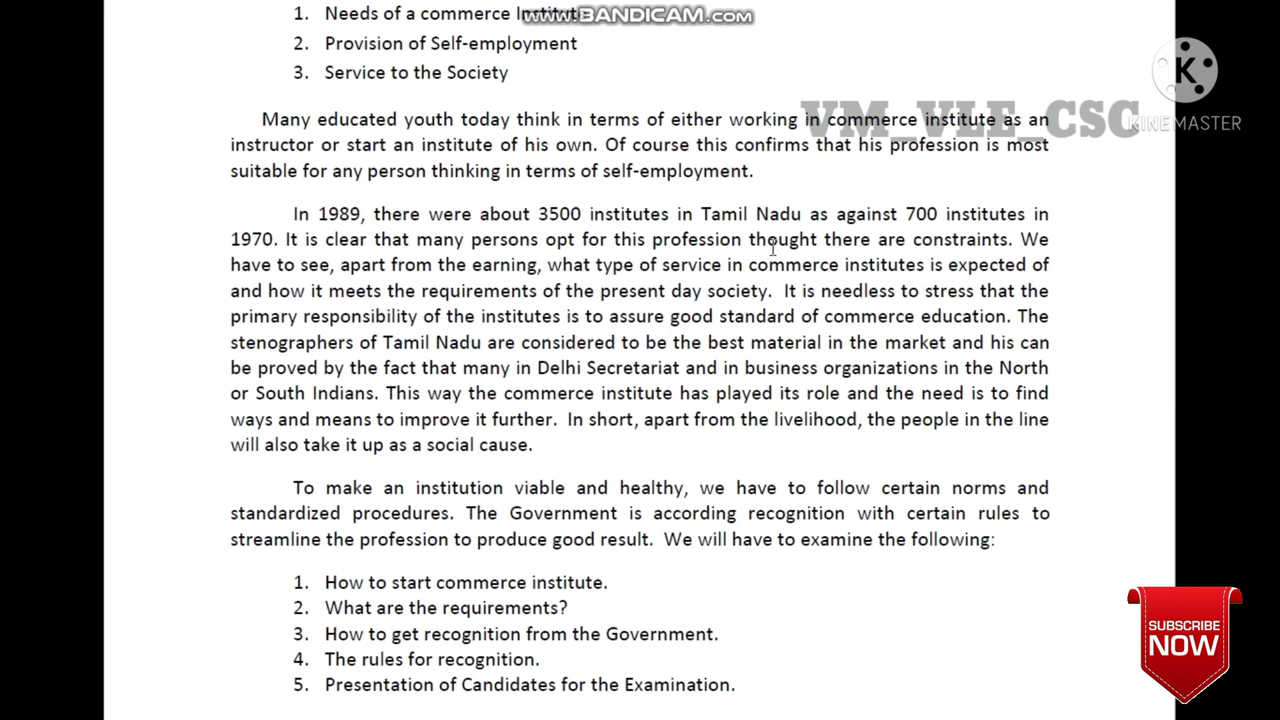 www.BANDICAM.com
1. Needs of a commerce Institute
2. Provision of Self-employment
3. Service to the Society
VM_VLE_CSC
KINEMASTER
Many educated youth today think in terms of either working in commerce institute as an
instructor or start an institute of his own. Of course this confirms that his profession is most
suitable for any person thinking in terms of self-employment.
In 1989, there were about 3500 institutes in Tamil Nadu as against 700 institutes in
1970. It is clear that many persons opt for this profession thought there are constraints. We
have to see, apart from the earning, what type of service in commerce institutes is expected of
and how it meets the requirements of the present day society. It is needless to stress that the
primary responsibility of the institutes is to assure good standard of commerce education. The
stenographers of Tamil Nadu are considered to be the best material in the market and his can
be proved by the fact that many in Delhi Secretariat and in business organizations in the North
or South Indians. This way the commerce institute has played its role and the need is to find
ways and means to improve it further. In short, apart from the livelihood, the people in the line
will also take it up as a social cause.
To make an institution viable and healthy, we have to follow certain norms and
standardized procedures. The Government is according recognition with certain rules to
streamline the profession to produce good result. We will have to examine the following:
1. How to start commerce institute.
2. What are the requirements?
3. How to get recognition from the Government.
4. The rules for recognition.
5. Presentation of Candidates for the Examination.
SUBSCRIBE
NOW